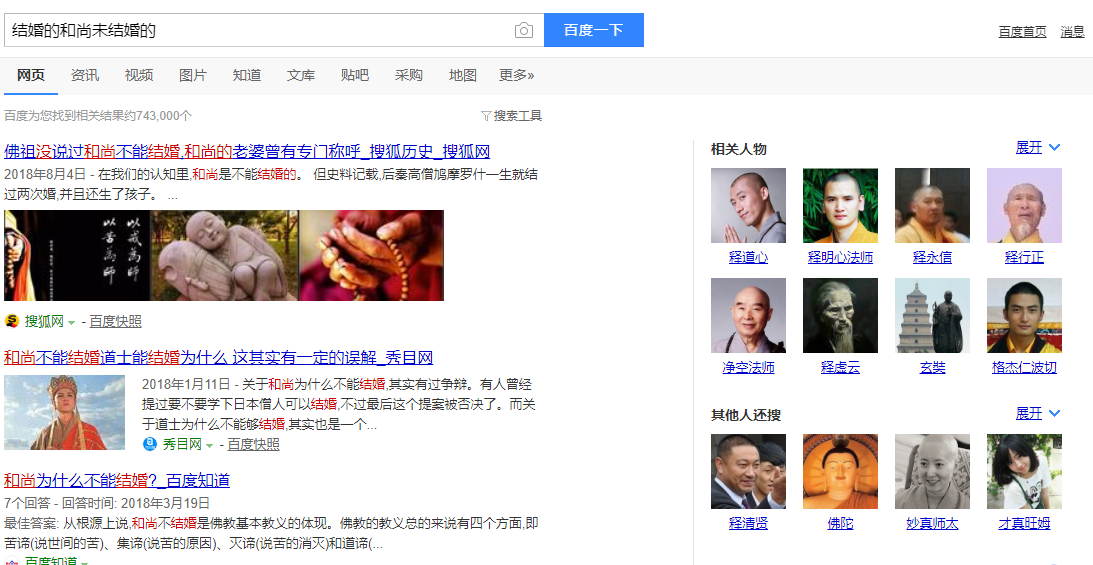 结婚的和尚未结婚的
百度一下
百度首页 消息
网页 资讯 视频 图片 知道 文库 贴吧 采购 地图 更多»
百度为您找到相关结果约743,000个
搜索工具
佛祖没说过和尚不能结婚,和尚的老婆曾有专门称呼_搜狐历史_搜狐网
2018年8月4日 - 在我们的认知里,和尚是不能结婚的。 但史料记载,后秦高僧鸠摩罗什一生就结
过两次婚,并且还生了孩子。 ...
以戒為師
以苦為師
搜狐网 - 百度快照
和尚不能结婚道士能结婚为什么 这其实有一定的误解_秀目网
2018年1月11日 - 关于和尚为什么不能结婚,其实有过争辩。有人曾经
提过要不要学下日本僧人可以结婚,不过最后这个提案被否决了。而关
于道士为什么不能够结婚,其实也是一个...
秀目网 - 百度快照
和尚为什么不能结婚?_百度知道
7个回答 - 回答时间: 2018年3月19日
最佳答案: 从根源上说,和尚不结婚是佛教基本教义的体现。佛教的教义总的来说有四个方面,即
苦谛(说世间的苦)、集谛(说苦的原因)、灭谛(说苦的消灭)和道谛(...
百度知道
相关人物 展开
释道心 释明心法师 释永信 释行正
净空法师 释虚云 玄奘 格杰仁波切
其他人还搜 展开
释清贤 佛陀 妙真师太 才真旺姆